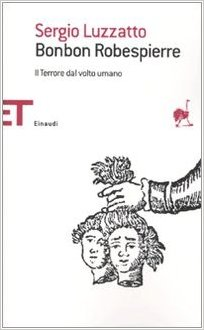 Sergio Luzzatto
Bonbon Robespierre
Il Terrore dal volto umano
ET
Einaudi